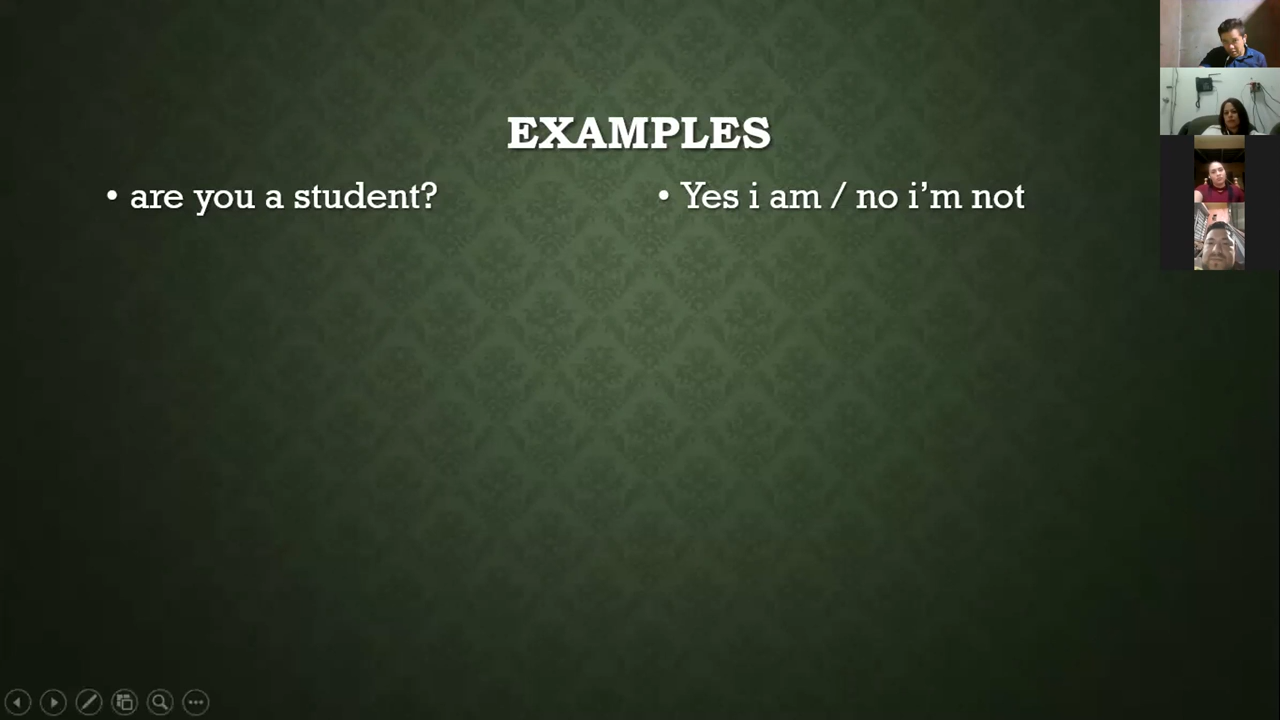 EXAMPLES
• are you a student?
• Yes i am / no i’m not